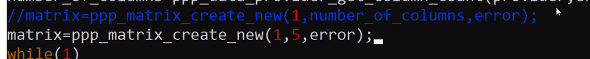 //matrix=ppp_matrix_create_new(1,number_of_columns,error);
matrix=ppp_matrix_create_new(1,5,error);
while(1)